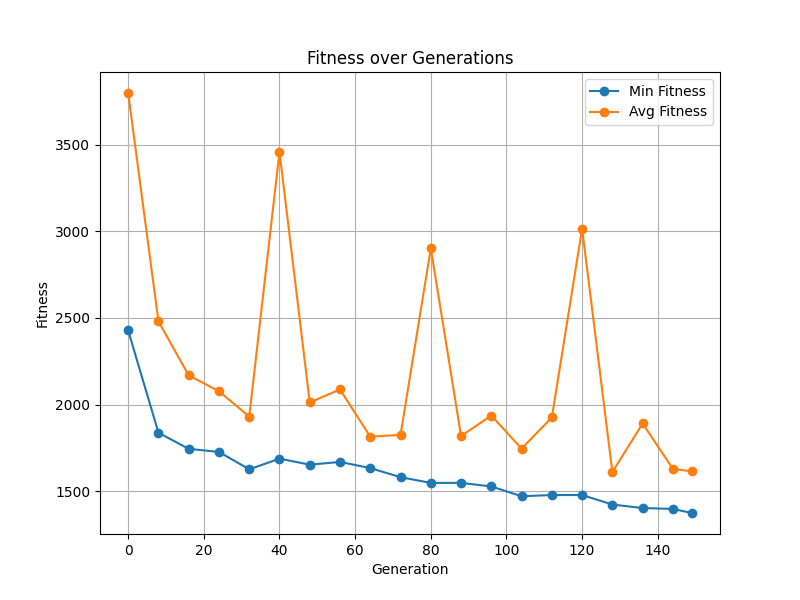 Fitness over Generations
Min Fitness
Avg Fitness
3500
3000
2500
2000
1500
Fitness
0 20 40 60 80 100 120 140
Generation